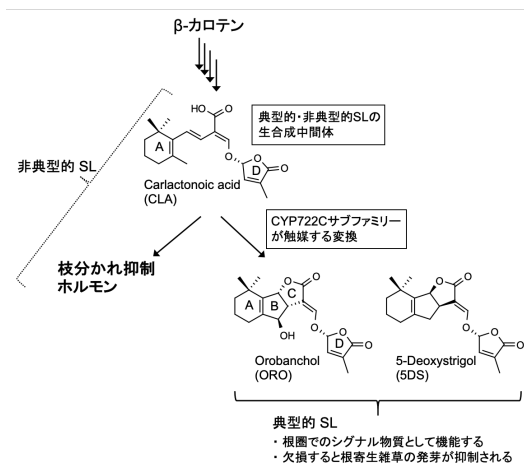 β-カロテン
HO
O
典型的・非典型的SLの
生合成中間体
A
O
O
D
O
非典型的 SL
Carlactonoic acid
(CLA)
CYP722Cサブファミリー
が触媒する変換
枝分かれ抑制
ホルモン
O
O
C
A
B
O
OH
O
D
O
O
O
O
O
O
Orobanchol
(ORO)
5-Deoxystrigol
(5DS)
典型的 SL
・根圏でのシグナル物質として機能する
・欠損すると根寄生雑草の発芽が抑制される